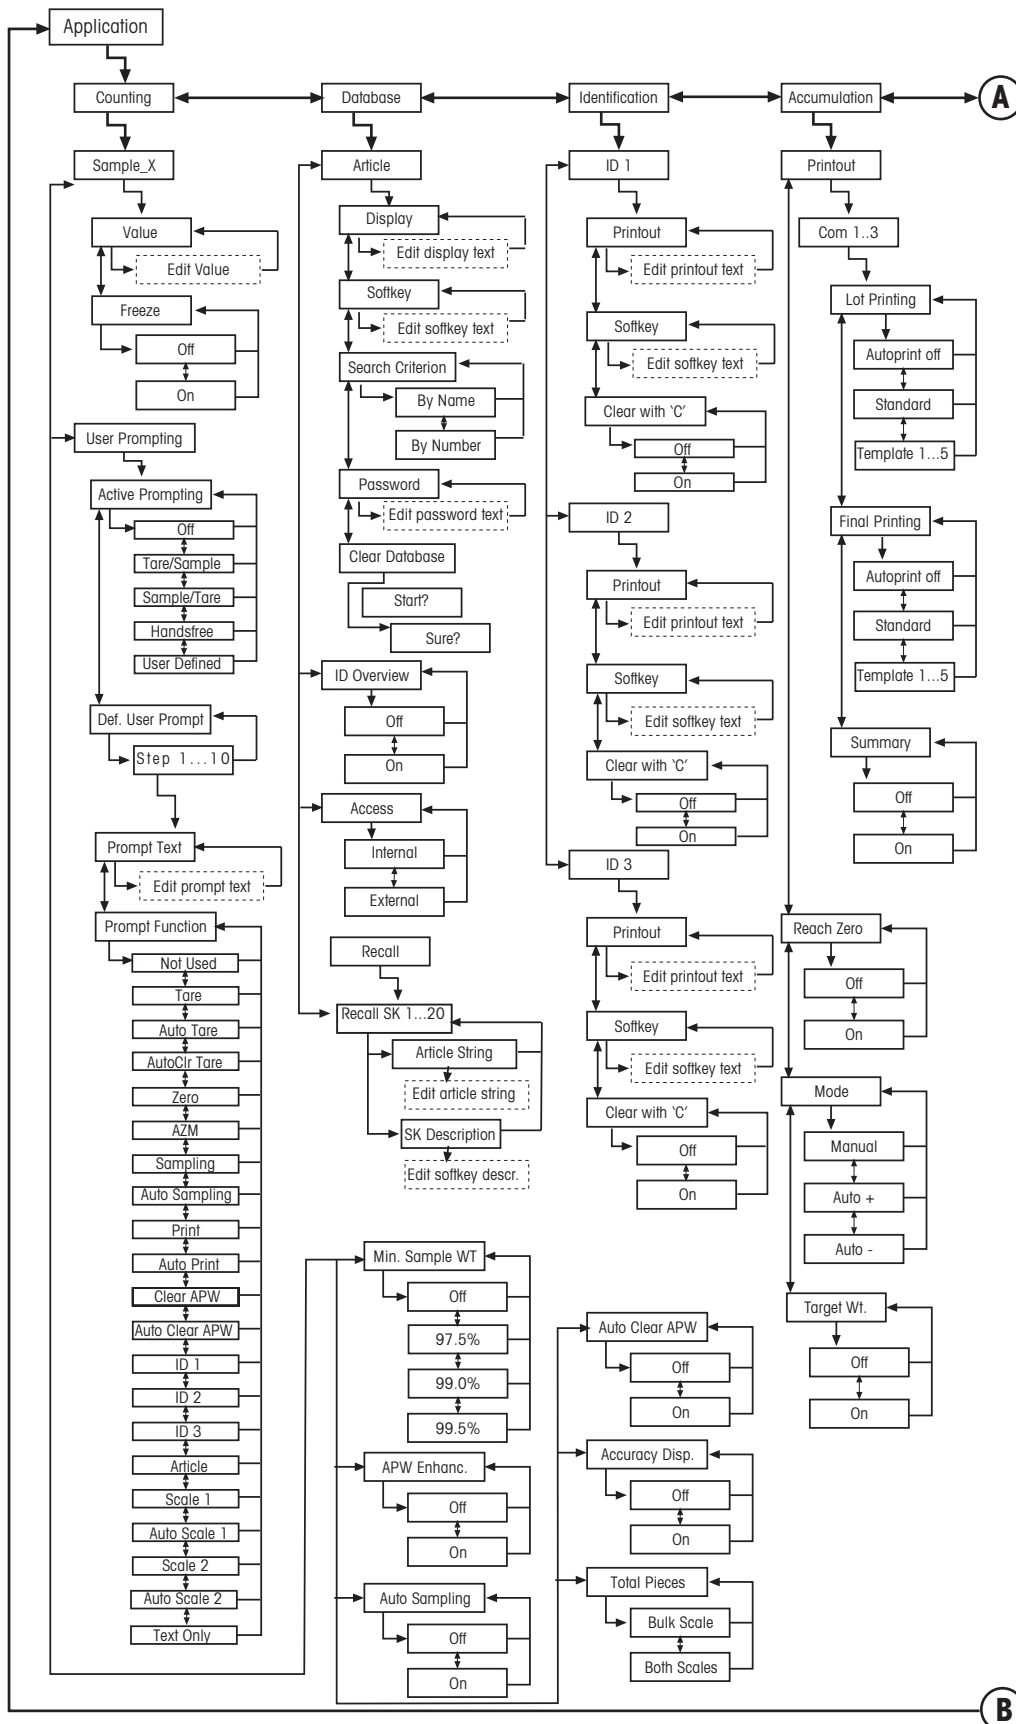 Application
A
Counting
Database
Identification
Accumulation
Sample_X
Value
Edit Value
Freeze
Off
On
User Prompting
Active Prompting
Off
Tare/Sample
Sample/Tare
Handsfree
User Defined
Def. User Prompt
Step 1...10
Prompt Text
Edit prompt text
Prompt Function
Not Used
Tare
Auto Tare
AutoClr Tare
Zero
AZM
Sampling
Auto Sampling
Print
Auto Print
Clear APW
Auto Clear APW
ID 1
ID 2
ID 3
Article
Scale 1
Auto Scale 1
Scale 2
Auto Scale 2
Text Only
Article
Display
Edit display text
Softkey
Edit softkey text
Search Criterion
By Name
By Number
Password
Edit password text
Clear Database
Start?
Sure?
ID Overview
Off
On
Access
Internal
External
Recall
Recall SK 1...20
Article String
Edit article string
SK Description
Edit softkey descr.
Min. Sample WT
Off
97.5%
99.0%
99.5%
APW Enhanc.
Off
On
Auto Sampling
Off
On
ID 1
Printout
Edit printout text
Softkey
Edit softkey text
Clear with ‘C’
Off
On
ID 2
Printout
Edit printout text
Softkey
Edit softkey text
Clear with ‘C’
Off
On
ID 3
Printout
Edit printout text
Softkey
Edit softkey text
Clear with ‘C’
Off
On
Auto Clear APW
Off
On
Accuracy Disp.
Off
On
Total Pieces
Bulk Scale
Both Scales
Printout
Com 1..3
Lot Printing
Autoprint off
Standard
Template 1...5
Final Printing
Autoprint off
Standard
Template 1...5
Summary
Off
On
Reach Zero
Off
On
Mode
Manual
Auto +
Auto -
Target Wt.
Off
On
B